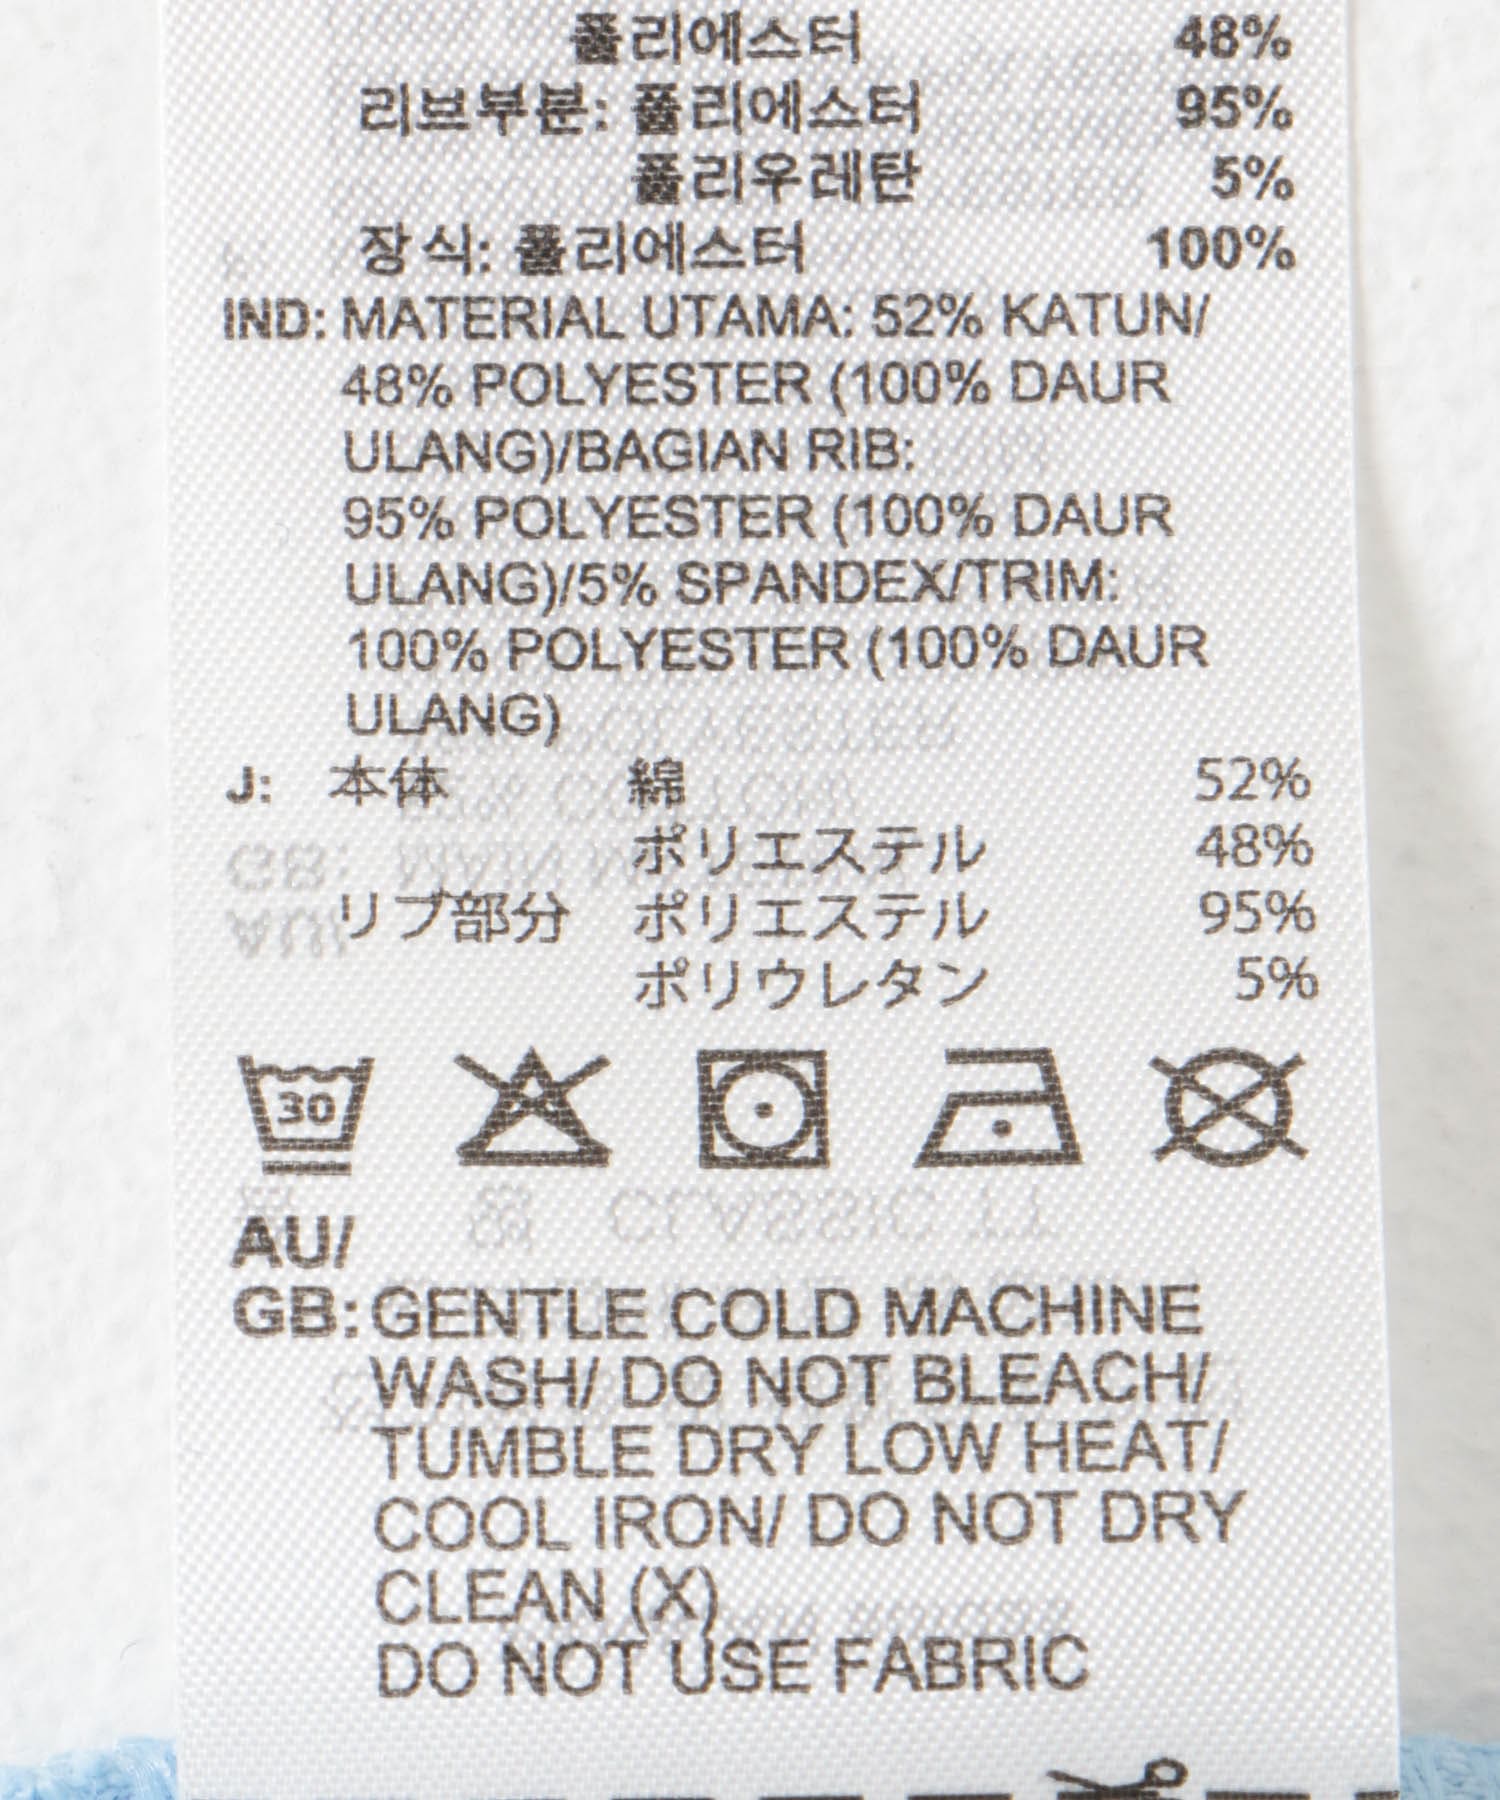 폴리에스터 48%
리브부분: 폴리에스터 95%
폴리우레탄 5%
장식: 폴리에스터 100%
IND: MATERIAL UTAMA: 52% KATUN/
48% POLYESTER (100% DAUR
ULANG)/BAGIAN RIB:
95% POLYESTER (100% DAUR
ULANG)/5% SPANDEX/TRIM:
100% POLYESTER (100% DAUR
ULANG)
J: 本体 綿 52%
ポリエステル 48%
リブ部分 ポリエステル 95%
ポリウレタン 5%
30
AU/
GB: GENTLE COLD MACHINE
WASH/ DO NOT BLEACH/
TUMBLE DRY LOW HEAT/
COOL IRON/ DO NOT DRY
CLEAN (X)
DO NOT USE FABRIC